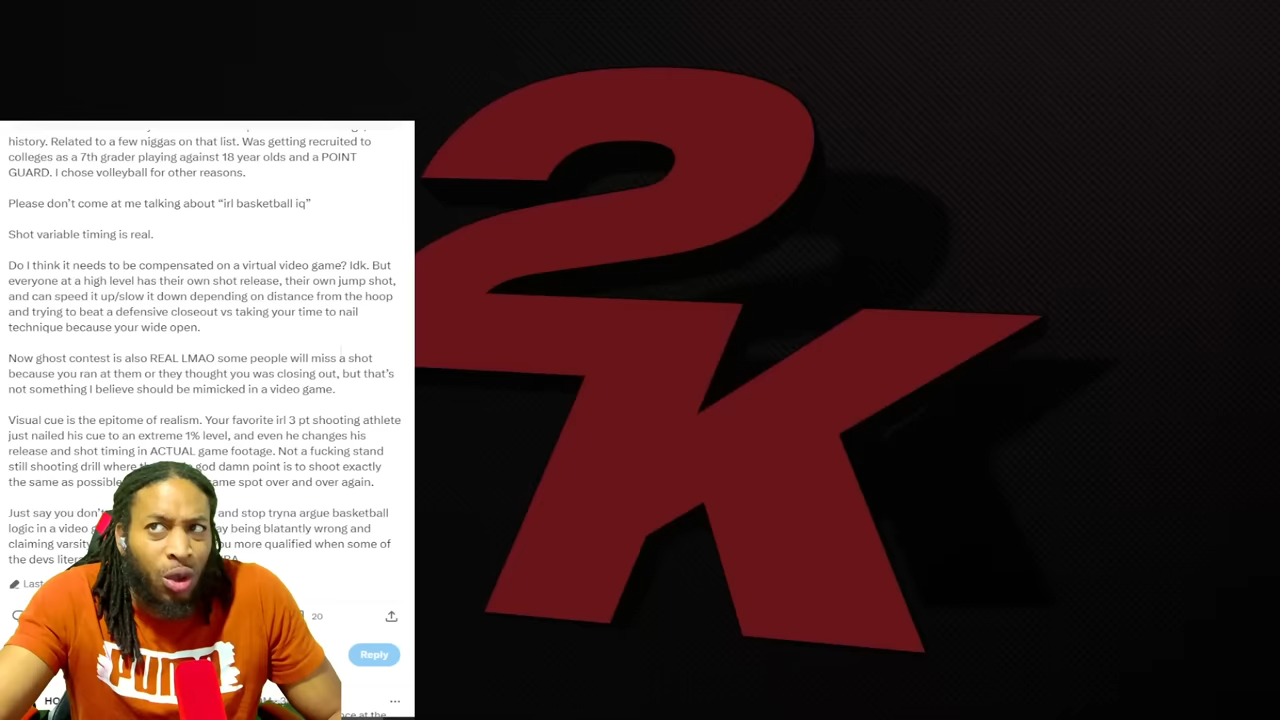 history. Related to a few niggas on that list. Was getting recruited to
colleges as a 7th grader playing against 18 year olds and a POINT
GUARD. I chose volleyball for other reasons.
Please don't come at me talking about “irl basketball iq”
Shot variable timing is real.
Do I think it needs to be compensated on a virtual video game? Idk. But
everyone at a high level has their own shot release, their own jump shot,
and can speed it up/slow it down depending on distance from the hoop
and trying to beat a defensive closeout vs taking your time to nail
technique because your wide open.
Now ghost contest is also REAL LMAO some people will miss a shot
because you ran at them or they thought you was closing out, but that's
not something I believe should be mimicked in a video game.
Visual cue is the epitome of realism. Your favorite irl 3 pt shooting athlete
just nailed his cue to an extreme 1% level, and even he changes his
release and shot timing in ACTUAL game footage. Not a fucking stand
still shooting drill where god damn point is to shoot exactly
the same as possible same spot over and over again.
Just say you don't and stop tryna argue basketball
logic in a video being blatantly wrong and
claiming varsity you more qualified when some of
the devs
Last
20
Reply
HO
...
at the
PUMA
2K